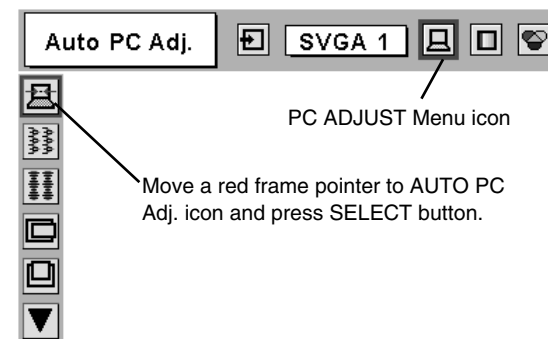 Auto PC Adj.
SVGA 1
PC ADJUST Menu icon
Move a red frame pointer to AUTO PC
Adj. icon and press SELECT button.